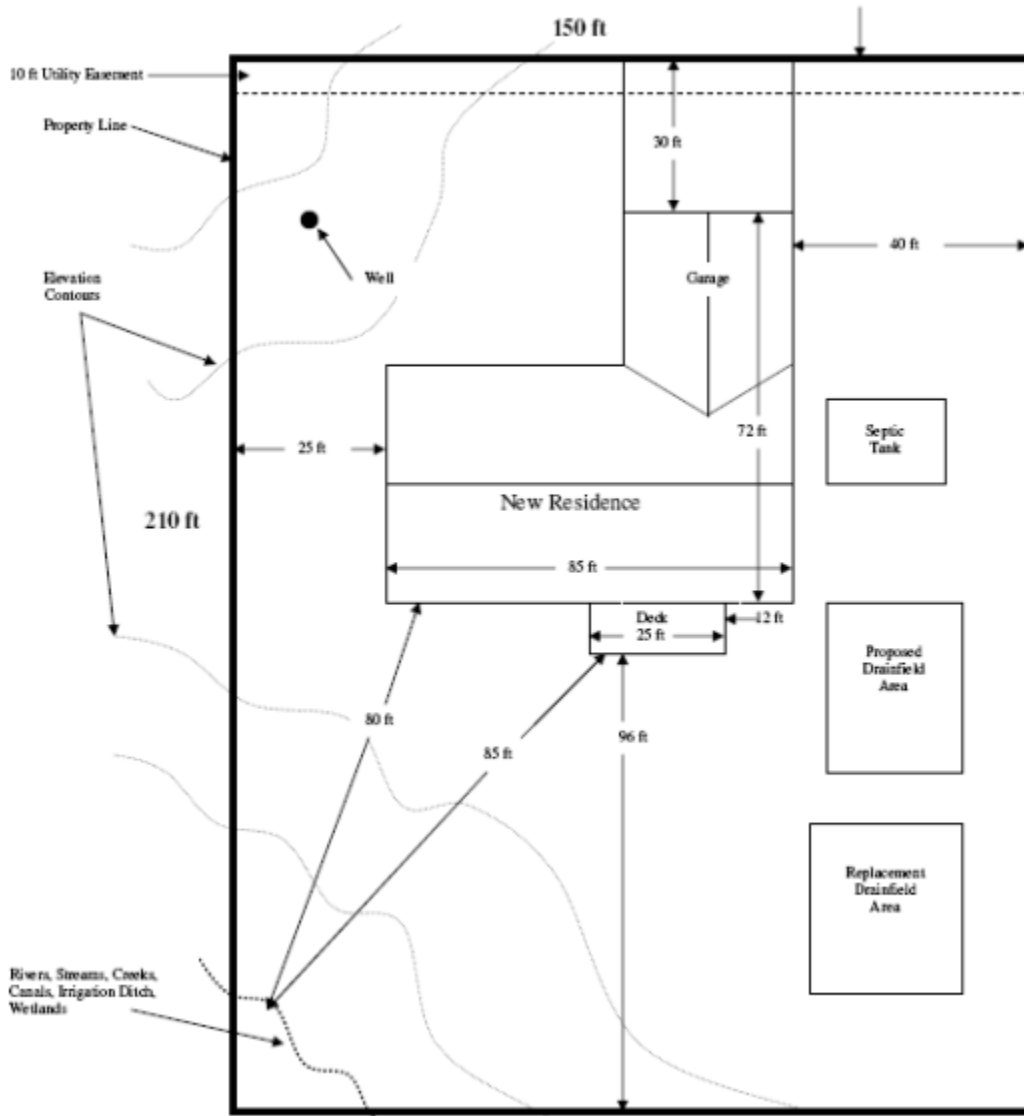 150 ft
10 ft Utility Easement
Property Line
30 ft
40 ft
Well
Garage
Elevation
Contours
72 ft
Septic
Tank
25 ft
New Residence
210 ft
85 ft
Deck
25 ft
12 ft
Proposed
Drainfield
Area
80 ft
85 ft
96 ft
Replacement
Drainfield
Area
Rivers, Streams, Creeks,
Canals, Irrigation Ditch,
Wetlands